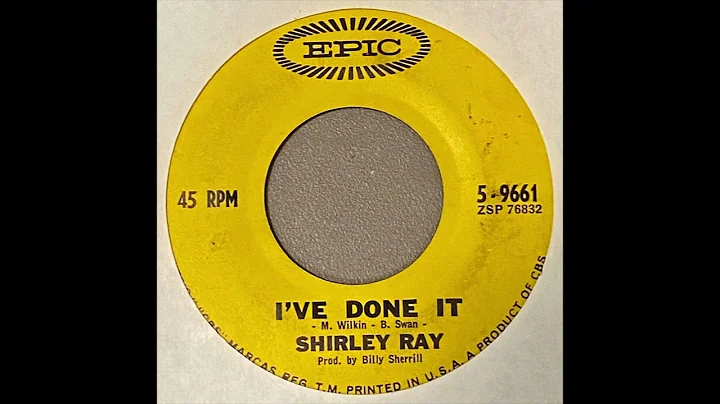 EPIC
45 RPM
5-9661
ZSP 76832
I'VE DONE IT
- M. Wilkin - B. Swan -
SHIRLEY RAY
Prod. by Billy Sherrill
MARCAS REG. T.M. PRINTED IN U.S.A. A PRODUCT OF CBS